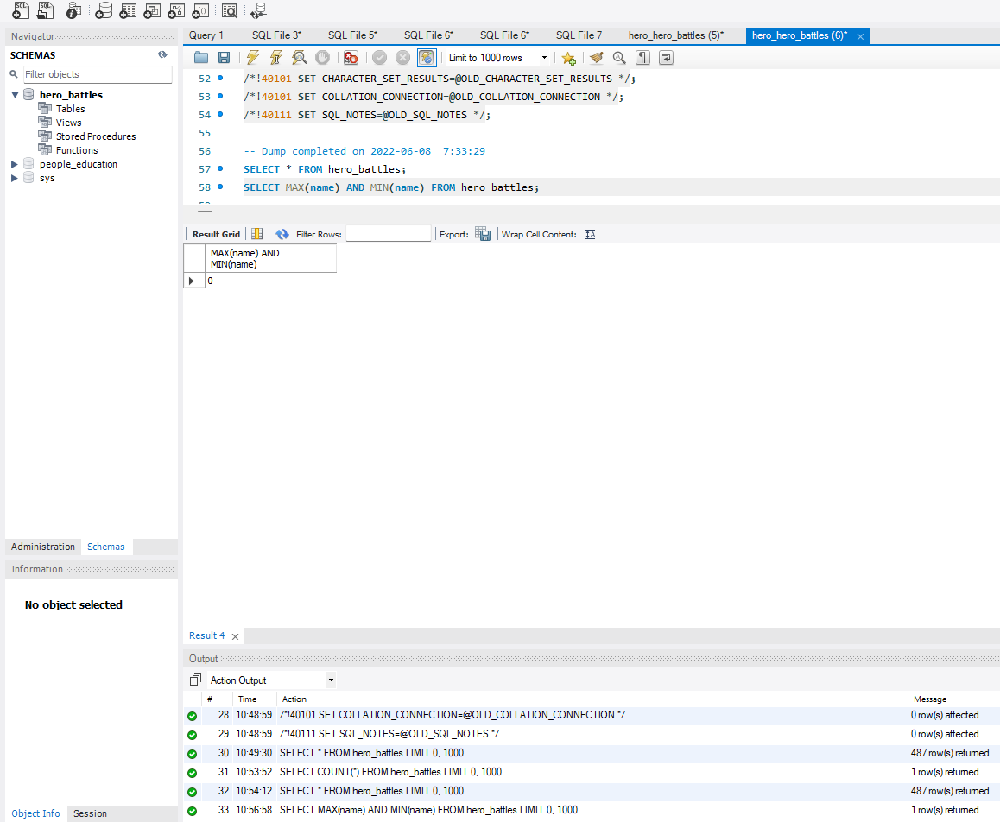 SQL SQL
Navigator
SCHEMAS
Filter objects
hero_battles
Tables
Views
Stored Procedures
Functions
people_education
sys
Administration Schemas
Information
No object selected
Object Info Session
Query 1 SQL File 3* SQL File 5* SQL File 6* SQL File 6* SQL File 7 hero_hero_battles (5)* hero_hero_battles (6)*
Limit to 1000 rows
52 /*!40101 SET CHARACTER_SET_RESULTS=@OLD_CHARACTER_SET_RESULTS */;
53 /*!40101 SET COLLATION_CONNECTION=@OLD_COLLATION_CONNECTION */;
54 /*!40111 SET SQL_NOTES=@OLD_SQL_NOTES */;
55
56 -- Dump completed on 2022-06-08  7:33:29
57 SELECT * FROM hero_battles;
58 SELECT MAX(name) AND MIN(name) FROM hero_battles;
Result Grid Filter Rows: Export: Wrap Cell Content: IA
MAX(name) AND
MIN(name)
0
Result 4
Output
Action Output
# Time Action Message
28 10:48:59 /*!40101 SET COLLATION_CONNECTION=@OLD_COLLATION_CONNECTION */ 0 row(s) affected
29 10:48:59 /*!40111 SET SQL_NOTES=@OLD_SQL_NOTES */ 0 row(s) affected
30 10:49:30 SELECT * FROM hero_battles LIMIT 0, 1000 487 row(s) returned
31 10:53:52 SELECT COUNT(*) FROM hero_battles LIMIT 0, 1000 1 row(s) returned
32 10:54:12 SELECT * FROM hero_battles LIMIT 0, 1000 487 row(s) returned
33 10:56:58 SELECT MAX(name) AND MIN(name) FROM hero_battles LIMIT 0, 1000 1 row(s) returned